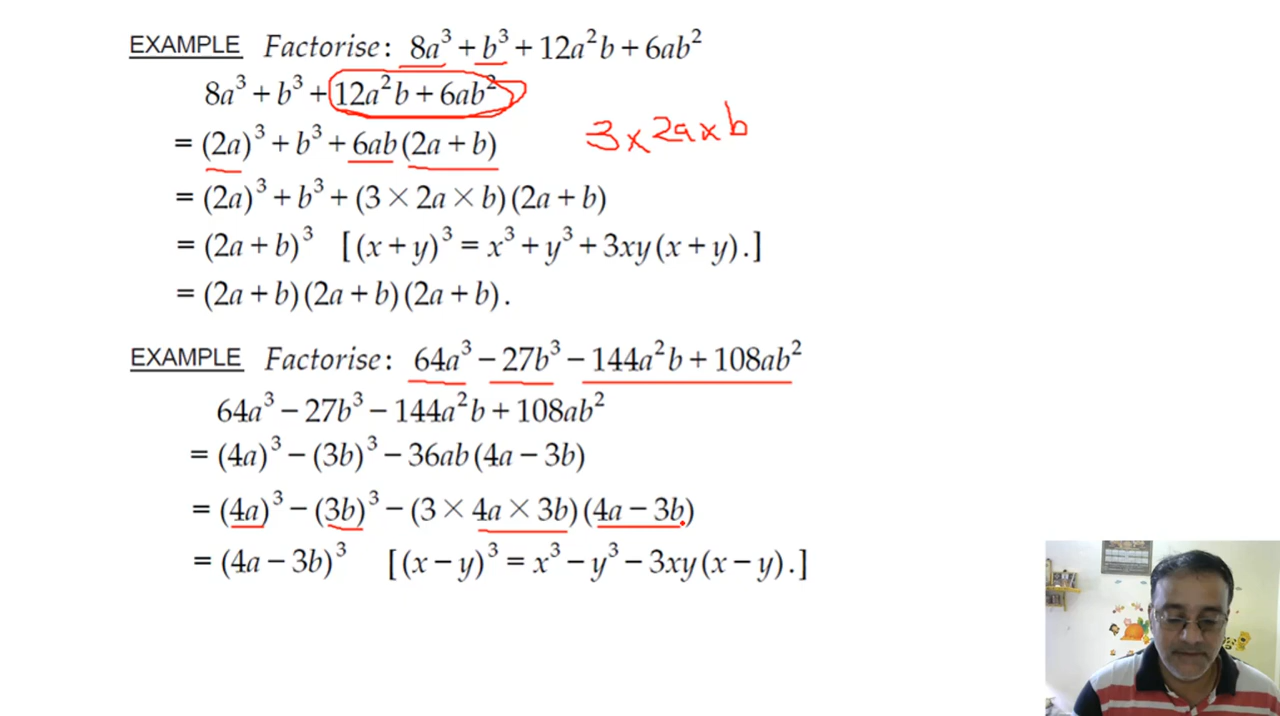 EXAMPLE Factorise: 8a³ + b³ + 12a²b + 6ab²
8a³ + b³ + 12a²b + 6ab²
= (2a)³ + b³ + 6ab(2a + b)
3 × 2a × b
= (2a)³ + b³ + (3 × 2a × b)(2a + b)
= (2a + b)³ [(x + y)³ = x³ + y³ + 3xy(x + y).]
= (2a + b)(2a + b)(2a + b).
EXAMPLE Factorise: 64a³ − 27b³ − 144a²b + 108ab²
64a³ − 27b³ − 144a²b + 108ab²
= (4a)³ − (3b)³ − 36ab(4a − 3b)
= (4a)³ − (3b)³ − (3 × 4a × 3b)(4a − 3b)
= (4a − 3b)³ [(x − y)³ = x³ − y³ − 3xy(x − y).]